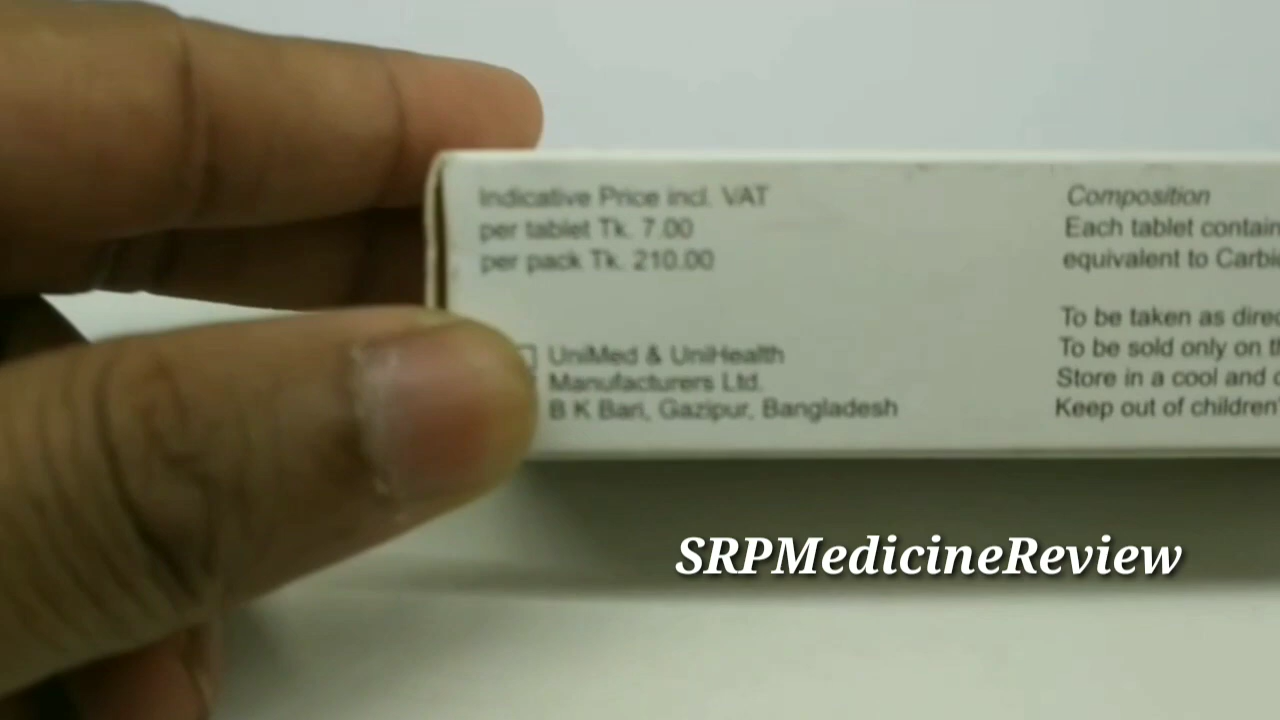 Indicative Price incl. VAT
per tablet Tk. 7.00
per pack Tk. 210.00
UniMed & UniHealth
Manufacturers Ltd.
B K Bari, Gazipur, Bangladesh
Composition
Each tablet contain
equivalent to Carbi
To be taken as direc
To be sold only on th
Store in a cool and d
Keep out of children'
SRPMedicineReview